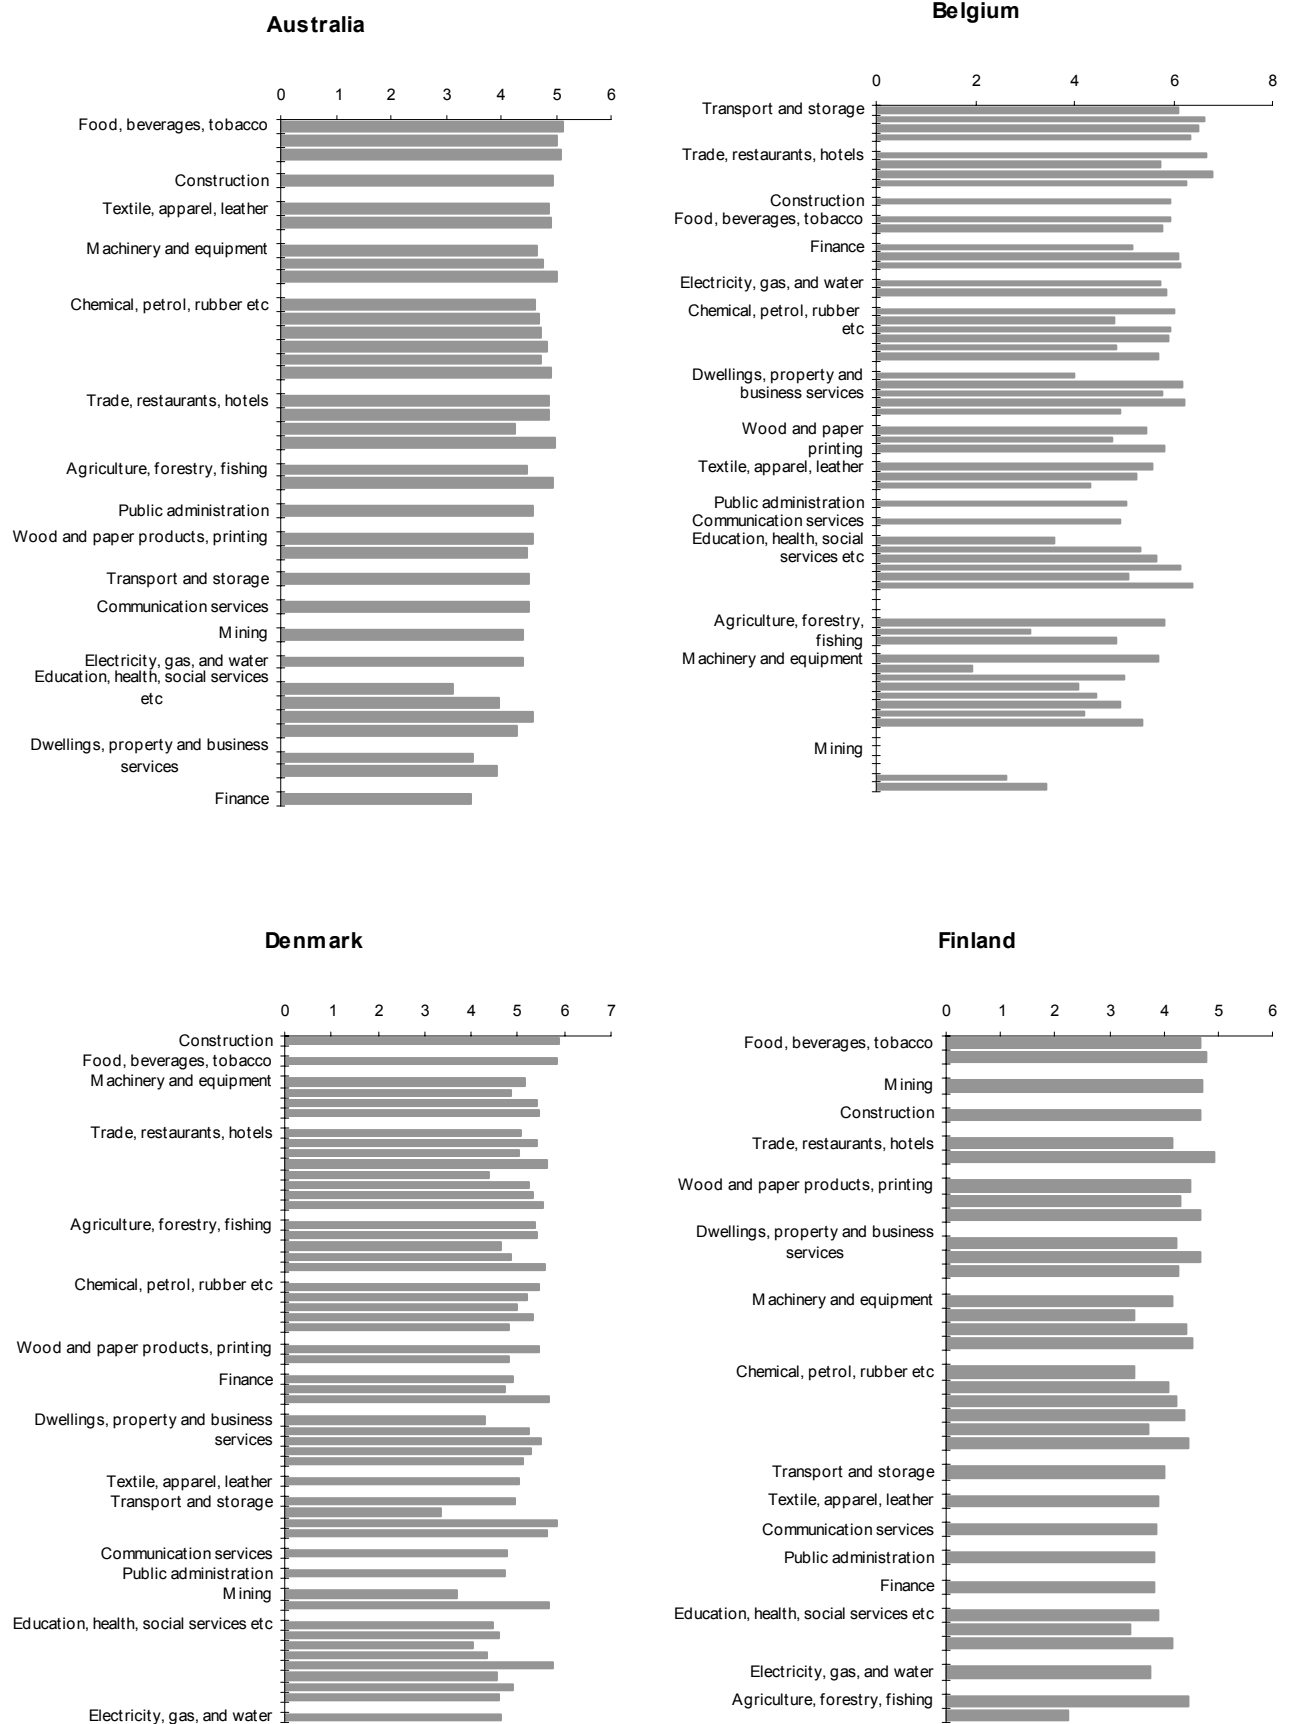 Australia
0 1 2 3 4 5 6
Food, beverages, tobacco
Construction
Textile, apparel, leather
Machinery and equipment
Chemical, petrol, rubber etc
Trade, restaurants, hotels
Agriculture, forestry, fishing
Public administration
Wood and paper products, printing
Transport and storage
Communication services
Mining
Electricity, gas, and water
Education, health, social services
etc
Dwellings, property and business
services
Finance
Belgium
0 2 4 6 8
Transport and storage
Trade, restaurants, hotels
Construction
Food, beverages, tobacco
Finance
Electricity, gas, and water
Chemical, petrol, rubber
etc
Dwellings, property and
business services
Wood and paper
printing
Textile, apparel, leather
Public administration
Communication services
Education, health, social
services etc
Agriculture, forestry,
fishing
Machinery and equipment
Mining
Denmark
0 1 2 3 4 5 6 7
Construction
Food, beverages, tobacco
Machinery and equipment
Trade, restaurants, hotels
Agriculture, forestry, fishing
Chemical, petrol, rubber etc
Wood and paper products, printing
Finance
Dwellings, property and business
services
Textile, apparel, leather
Transport and storage
Communication services
Public administration
Mining
Education, health, social services etc
Electricity, gas, and water
Finland
0 1 2 3 4 5 6
Food, beverages, tobacco
Mining
Construction
Trade, restaurants, hotels
Wood and paper products, printing
Dwellings, property and business
services
Machinery and equipment
Chemical, petrol, rubber etc
Transport and storage
Textile, apparel, leather
Communication services
Public administration
Finance
Education, health, social services etc
Electricity, gas, and water
Agriculture, forestry, fishing